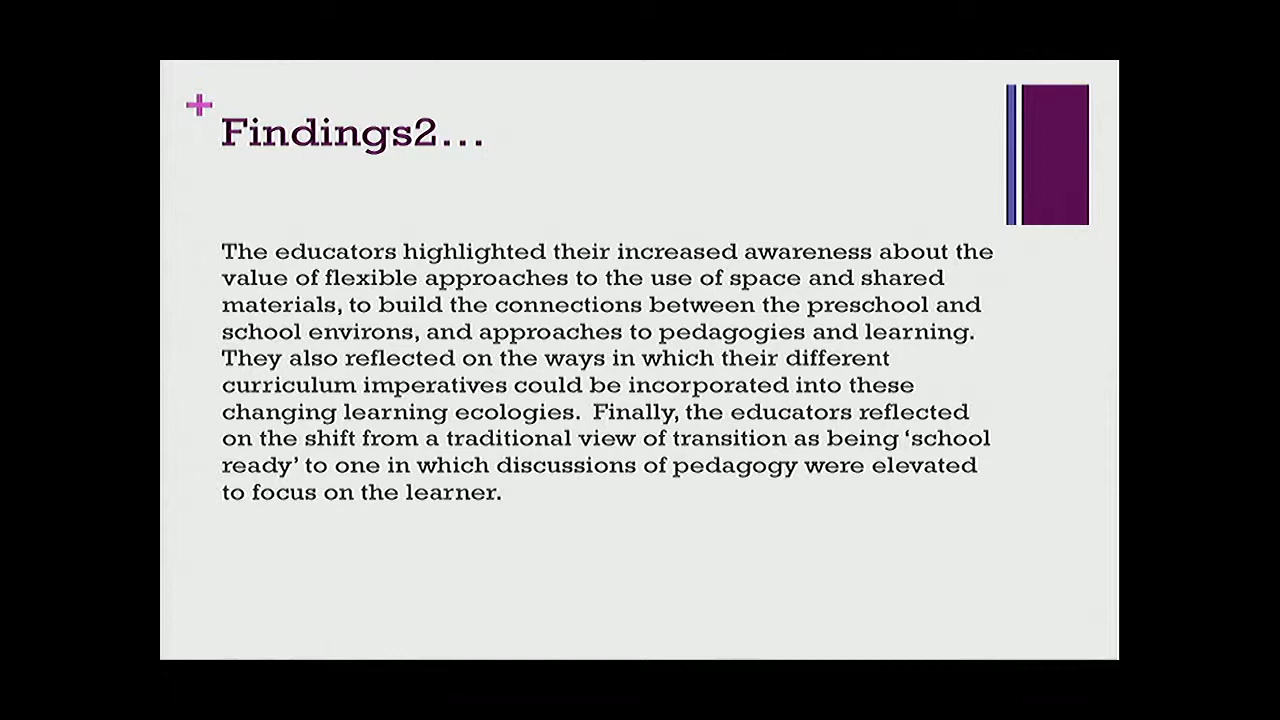 +
Findings2...
The educators highlighted their increased awareness about the
value of flexible approaches to the use of space and shared
materials, to build the connections between the preschool and
school environs, and approaches to pedagogies and learning.
They also reflected on the ways in which their different
curriculum imperatives could be incorporated into these
changing learning ecologies.  Finally, the educators reflected
on the shift from a traditional view of transition as being ‘school
ready’ to one in which discussions of pedagogy were elevated
to focus on the learner.